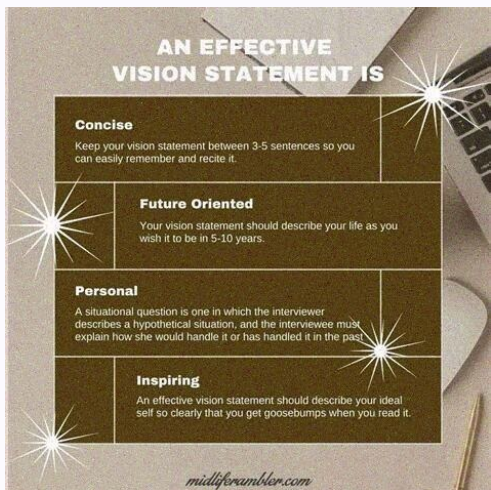 AN EFFECTIVE
VISION STATEMENT IS
Concise
Keep your vision statement between 3-5 sentences so you
can easily remember and recite it.
Future Oriented
Your vision statement should describe your life as you
wish it to be in 5-10 years.
Personal
A situational question is one in which the interviewer
describes a hypothetical situation, and the interviewee must
explain how she would handle it or has handled it in the past
Inspiring
An effective vision statement should describe your ideal
self so clearly that you get goosebumps when you read it.
midliferambler.com